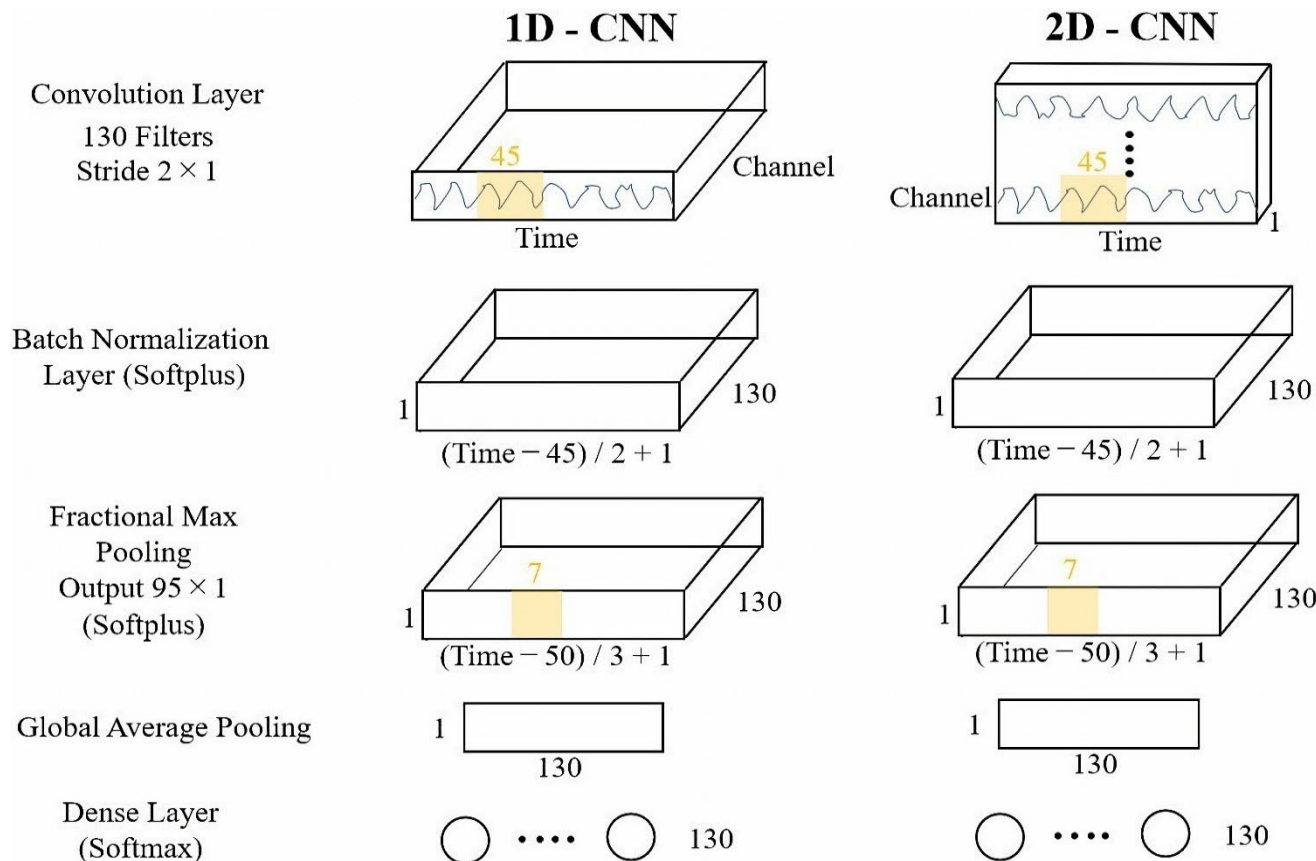 1D - CNN
2D - CNN
Convolution Layer
130 Filters
Stride 2 × 1
45
Channel
Time
45
Channel
Time
1
Batch Normalization
Layer (Softplus)
1
130
(Time – 45) / 2 + 1
1
130
(Time – 45) / 2 + 1
Fractional Max
Pooling
Output 95 × 1
(Softplus)
7
1
130
(Time – 50) / 3 + 1
7
1
130
(Time – 50) / 3 + 1
Global Average Pooling
1
130
1
130
Dense Layer
(Softmax)
130
130